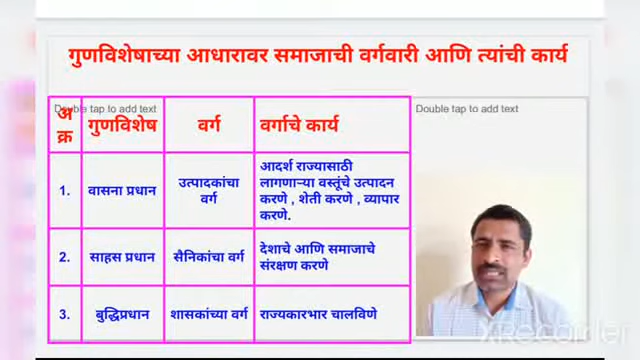 गुणविशेषाच्या आधारावर समाजाची वर्गवारी आणि त्यांची कार्य
Double tap to add text
Double tap to add text
अ क्र गुणविशेष वर्ग वर्गाचे कार्य
1. वासना प्रधान उत्पादकांचा वर्ग आदर्श राज्यासाठी
लागणाऱ्या वस्तूंचे उत्पादन
करणे , शेती करणे , व्यापार
करणे.
2. साहस प्रधान सैनिकांचा वर्ग देशाचे आणि समाजाचे
संरक्षण करणे
3. बुद्धिप्रधान शासकांच्या वर्ग राज्यकारभार चालविणे
XRecorder